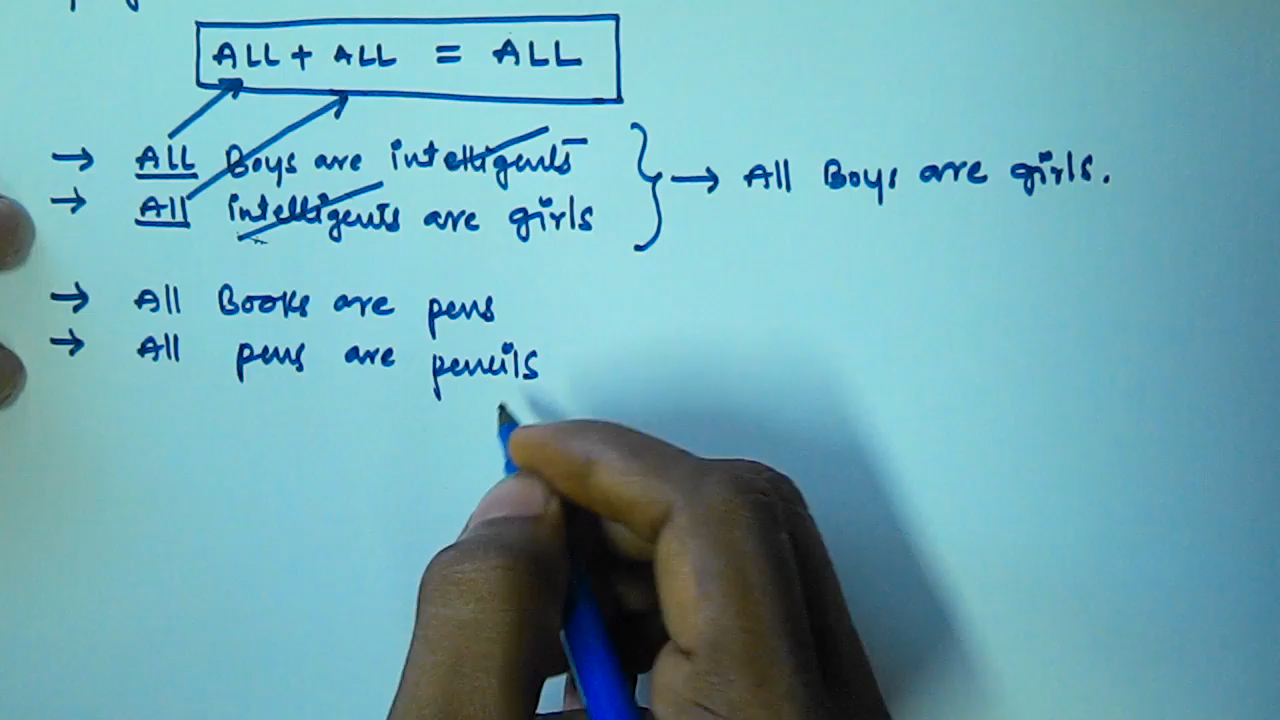 ALL + ALL = ALL
→ ALL Boys are intelligents
→ All intelligents are girls
→ All Boys are girls.
→ All Books are pens
→ All pens are pencils